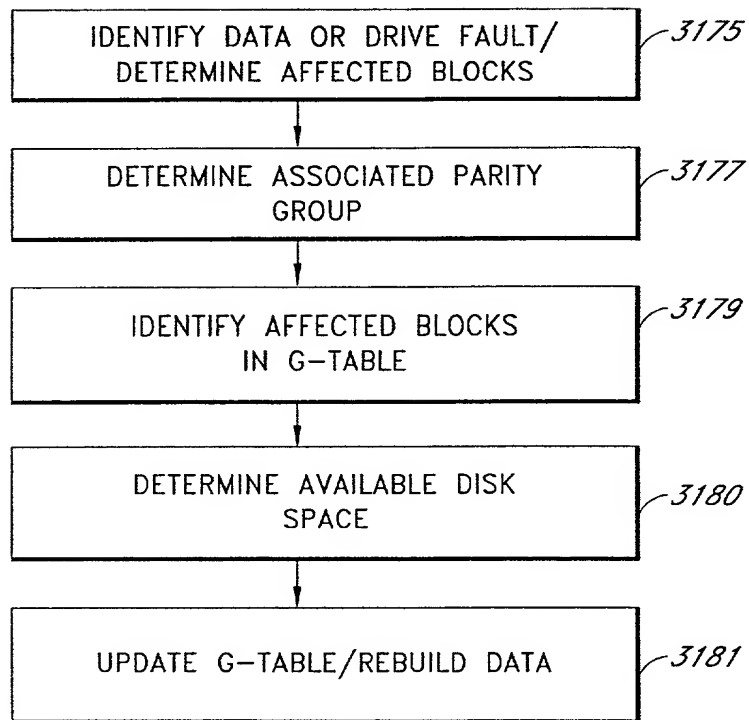 IDENTIFY DATA OR DRIVE FAULT/
DETERMINE AFFECTED BLOCKS
3175
DETERMINE ASSOCIATED PARITY
GROUP
3177
IDENTIFY AFFECTED BLOCKS
IN G-TABLE
3179
DETERMINE AVAILABLE DISK
SPACE
3180
UPDATE G-TABLE/REBUILD DATA
3181